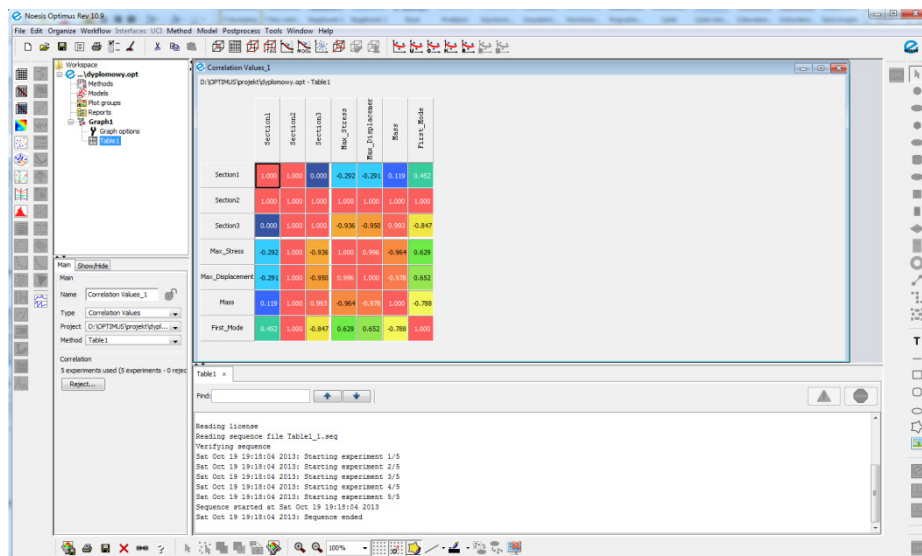 Noesis Optimus Rev 10.9
File Edit Organize Workflow Interfaces UCI Method Model Postprocess Tools Window Help
Workspace
...\dyplomowy.opt
Methods
Models
Plot groups
Reports
Graph1
Graph options
Table1
Correlation Values_1
D:\OPTIMUS\projekt\dyplomowy.opt - Table1
Section1 Section2 Section3 Max_Stress Max_Displacemen Mass First_Mode
Section1 1.000 1.000 0.000 -0.292 -0.291 0.119 0.452
Section2 1.000 1.000 1.000 1.000 1.000 1.000 1.000
Section3 0.000 1.000 1.000 -0.936 -0.950 0.993 -0.847
Max_Stress -0.292 1.000 -0.936 1.000 0.996 -0.964 0.629
Max_Displacement -0.291 1.000 -0.950 0.996 1.000 -0.978 0.652
Mass 0.119 1.000 0.993 -0.964 -0.978 1.000 -0.788
First_Mode 0.452 1.000 -0.847 0.629 0.652 -0.788 1.000
Main Show/Hide
Main
Name Correlation Values_1
Type Correlation Values
Project D:\OPTIMUS\projekt\dypl...
Method Table1
Correlation
5 experiments used (5 experiments - 0 rejec
Reject...
Table1 ×
Find:
Reading license
Reading sequence file Table1_1.seq
Verifying sequence
Sat Oct 19 19:18:04 2013: Starting experiment 1/5
Sat Oct 19 19:18:04 2013: Starting experiment 2/5
Sat Oct 19 19:18:04 2013: Starting experiment 3/5
Sat Oct 19 19:18:04 2013: Starting experiment 4/5
Sat Oct 19 19:18:04 2013: Starting experiment 5/5
Sequence started at Sat Oct 19 19:18:04 2013
Sat Oct 19 19:18:04 2013: Sequence ended
100%
T